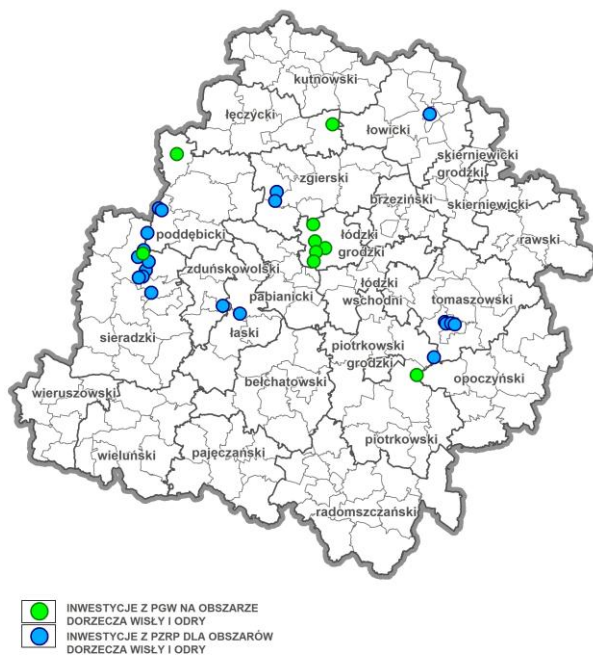 kutnowski
łęczycki
łowicki
skierniewicki
grodzki
zgierski
brzeziński
skierniewicki
rawski
poddębicki
łódzki
grodzki
zduńskowolski
pabianicki
łódzki
wschodni
tomaszowski
sieradzki
łaski
piotrkowski
grodzki
opoczyński
wieruszowski
bełchatowski
wieluński
pajęczański
piotrkowski
radomszczański
INWESTYCJE Z PGW NA OBSZARZE
DORZECZA WISŁY I ODRY
INWESTYCJE Z PZRP DLA OBSZARÓW
DORZECZA WISŁY I ODRY